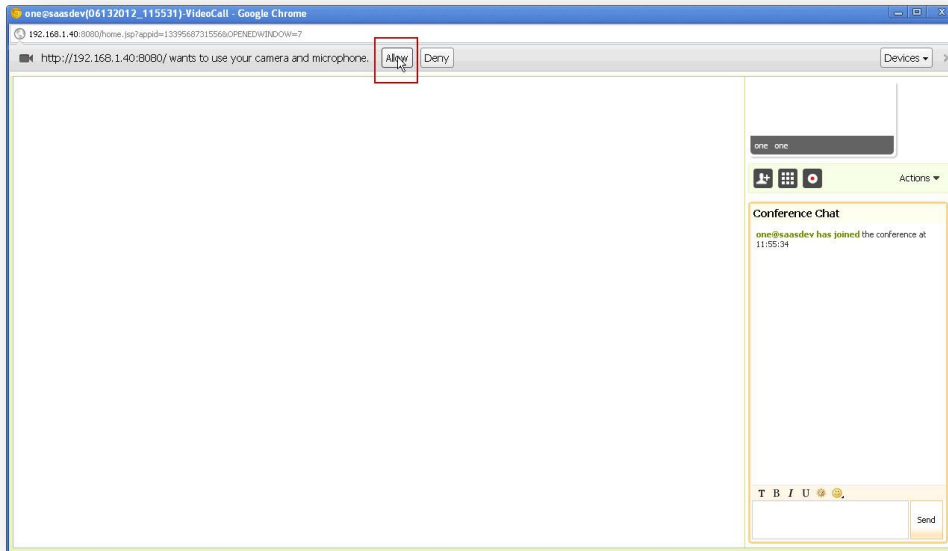 one@saasdev(06132012_115531)-VideoCall - Google Chrome
192.168.1.40:8080/home.jsp?appid=1339568731556&OPENEDWINDOW=7
http://192.168.1.40:8080/ wants to use your camera and microphone. Allow Deny Devices
one one
Actions
Conference Chat
one@saasdev has joined the conference at
11:55:34
T B I U
Send